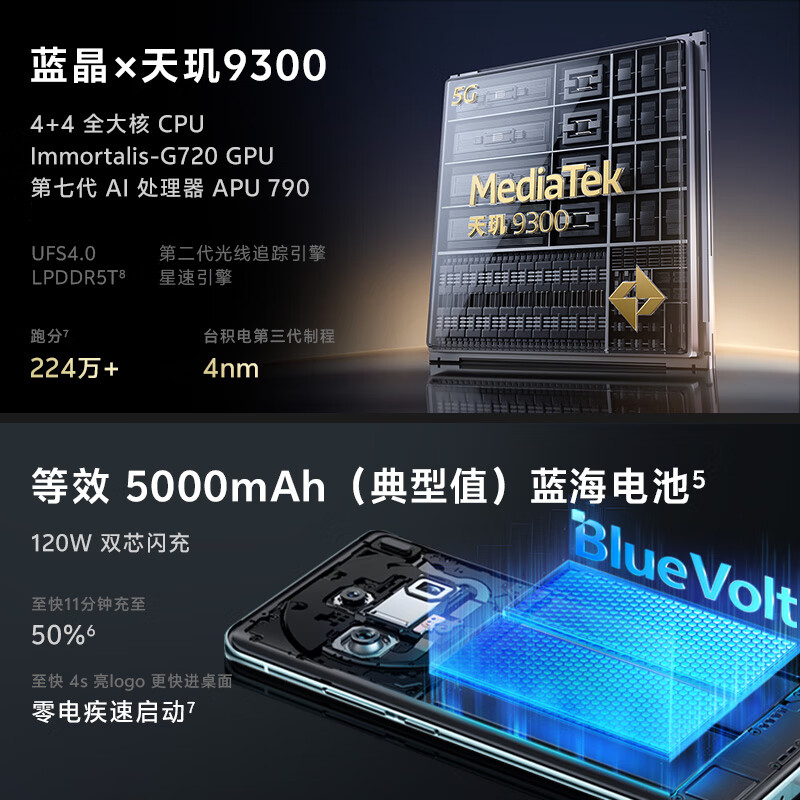 蓝晶×天玑9300
4+4 全大核 CPU
Immortalis-G720 GPU
第七代 AI 处理器 APU 790
UFS4.0 第二代光线追踪引擎
LPDDR5T⁸ 星速引擎
跑分⁷ 台积电第三代制程
224万+ 4nm
5G
MediaTek
天玑 9300
等效 5000mAh（典型值）蓝海电池⁵
120W 双芯闪充
至快11分钟充至
50%⁶
至快 4s 亮logo 更快进桌面
零电疾速启动⁷
BlueVolt